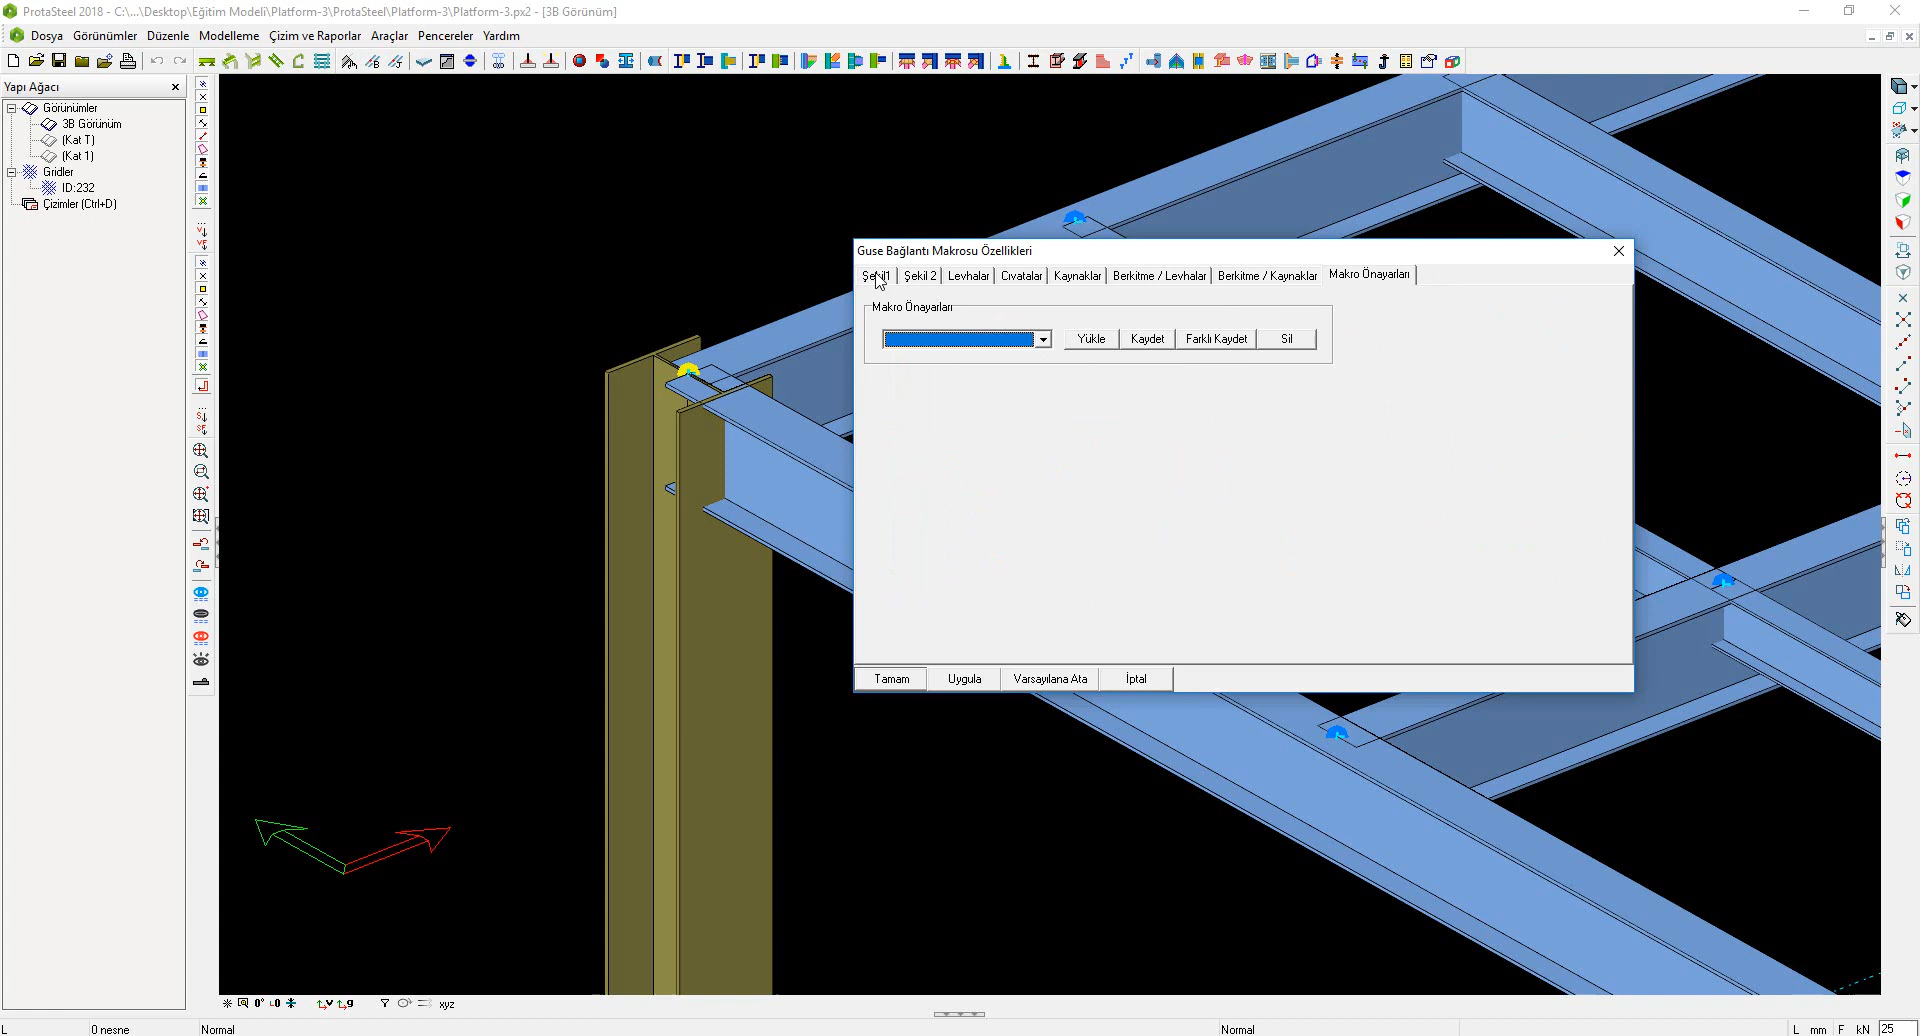 ProtaSteel 2018 - C:\...\Desktop\Eğitim Modeli\Platform-3\ProtaSteel\Platform-3\Platform-3.px2 - [3B Görünüm]
Dosya Görünümler Düzenle Modelleme Çizim ve Raporlar Araçlar Pencereler Yardım
Yapı Ağacı
Görünümler
3B Görünüm
(Kat T)
(Kat 1)
Gridler
ID:232
Çizimler (Ctrl+D)
Guse Bağlantı Makrosu Özellikleri
Şekil1 Şekil 2 Levhalar Cıvatalar Kaynaklar Berkitme / Levhalar Berkitme / Kaynaklar Makro Önayarları
Makro Önayarları
Yükle Kaydet Farklı Kaydet Sil
Tamam Uygula Varsayılana Ata İptal
xyz
L 0 nesne Normal Normal L mm F kN 25